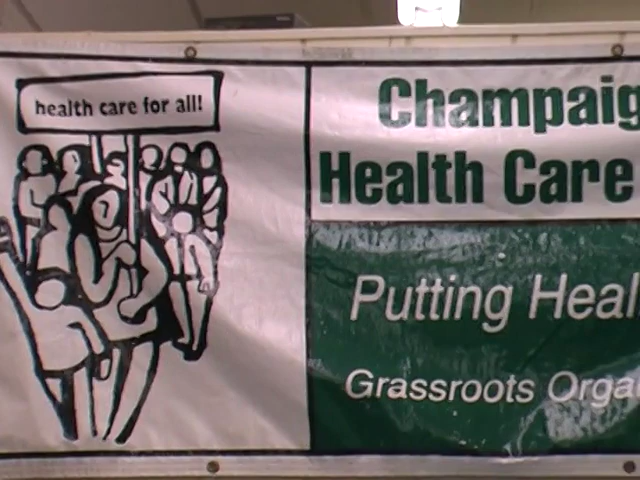 health care for all!
Champaig
Health Care
Putting Heal
Grassroots Orga